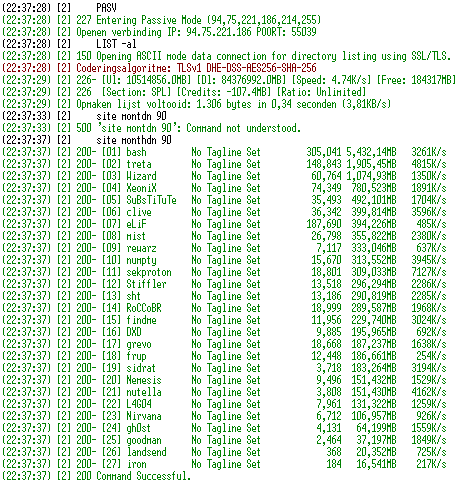 (22:37:28) [2] PASV
(22:37:28) [2] 227 Entering Passive Mode (94,75,221,186,214,255)
(22:37:28) [2] Openen verbinding IP: 94.75.221.186 POORT: 55039
(22:37:28) [2] LIST -al
(22:37:28) [2] 150 Opening ASCII mode data connection for directory listing using SSL/TLS.
(22:37:28) [2] Coderingsalgoritme: TLSv1 DHE-DSS-AES256-SHA-256
(22:37:29) [2] 226- [Ul: 10514856.0MB] [Dl: 84376992.0MB] [Speed: 4.74K/s] [Free: 184317MB]
(22:37:29) [2] 226 [Section: SPL] [Credits: -107.4MB] [Ratio: Unlimited]
(22:37:29) [2] Opmaken lijst voltooid: 1.306 bytes in 0,34 seconden (3,81KB/s)
(22:37:33) [2] site montdn 90
(22:37:33) [2] 500 'site montdn 90': Command not understood.
(22:37:37) [2] site monthdn 90
(22:37:37) [2] 200- [01] bash No Tagline Set 305,041 5,432,14MB 3261K/s
(22:37:37) [2] 200- [02] treta No Tagline Set 148,843 1,905,45MB 4815K/s
(22:37:37) [2] 200- [03] Wizard No Tagline Set 60,764 1,074,93MB 1350K/s
(22:37:37) [2] 200- [04] XeoniX No Tagline Set 74,349 780,523MB 1891K/s
(22:37:37) [2] 200- [05] SuBsTiTuTe No Tagline Set 35,493 492,101MB 1704K/s
(22:37:37) [2] 200- [06] clive No Tagline Set 36,342 399,814MB 3596K/s
(22:37:37) [2] 200- [07] eLiF No Tagline Set 187,690 394,226MB 485K/s
(22:37:37) [2] 200- [08] mist No Tagline Set 26,798 355,822MB 2380K/s
(22:37:37) [2] 200- [09] reuarz No Tagline Set 7,117 333,046MB 637K/s
(22:37:37) [2] 200- [10] numpty No Tagline Set 15,670 313,552MB 3945K/s
(22:37:37) [2] 200- [11] sekproton No Tagline Set 18,801 309,033MB 7127K/s
(22:37:37) [2] 200- [12] Stiffler No Tagline Set 13,518 296,294MB 2286K/s
(22:37:37) [2] 200- [13] sht No Tagline Set 13,186 290,819MB 2285K/s
(22:37:37) [2] 200- [14] RoCCoBR No Tagline Set 18,999 289,587MB 1968K/s
(22:37:37) [2] 200- [15] findme No Tagline Set 11,956 229,740MB 3024K/s
(22:37:37) [2] 200- [16] DXD No Tagline Set 9,885 195,965MB 692K/s
(22:37:37) [2] 200- [17] grevo No Tagline Set 18,668 187,237MB 1638K/s
(22:37:37) [2] 200- [18] frup No Tagline Set 12,448 186,661MB 254K/s
(22:37:37) [2] 200- [19] sidrat No Tagline Set 3,718 183,264MB 3194K/s
(22:37:37) [2] 200- [20] Nemesis No Tagline Set 9,496 151,432MB 1529K/s
(22:37:37) [2] 200- [21] nutella No Tagline Set 3,808 151,430MB 4162K/s
(22:37:37) [2] 200- [22] L4G04 No Tagline Set 7,961 131,322MB 1259K/s
(22:37:37) [2] 200- [23] Nirvana No Tagline Set 6,712 106,957MB 926K/s
(22:37:37) [2] 200- [24] gh0st No Tagline Set 4,131 64,199MB 1559K/s
(22:37:37) [2] 200- [25] goodman No Tagline Set 2,464 37,197MB 1849K/s
(22:37:37) [2] 200- [26] landsend No Tagline Set 368 20,352MB 725K/s
(22:37:37) [2] 200- [27] iron No Tagline Set 184 16,541MB 217K/s
(22:37:37) [2] 200 Command Successful.